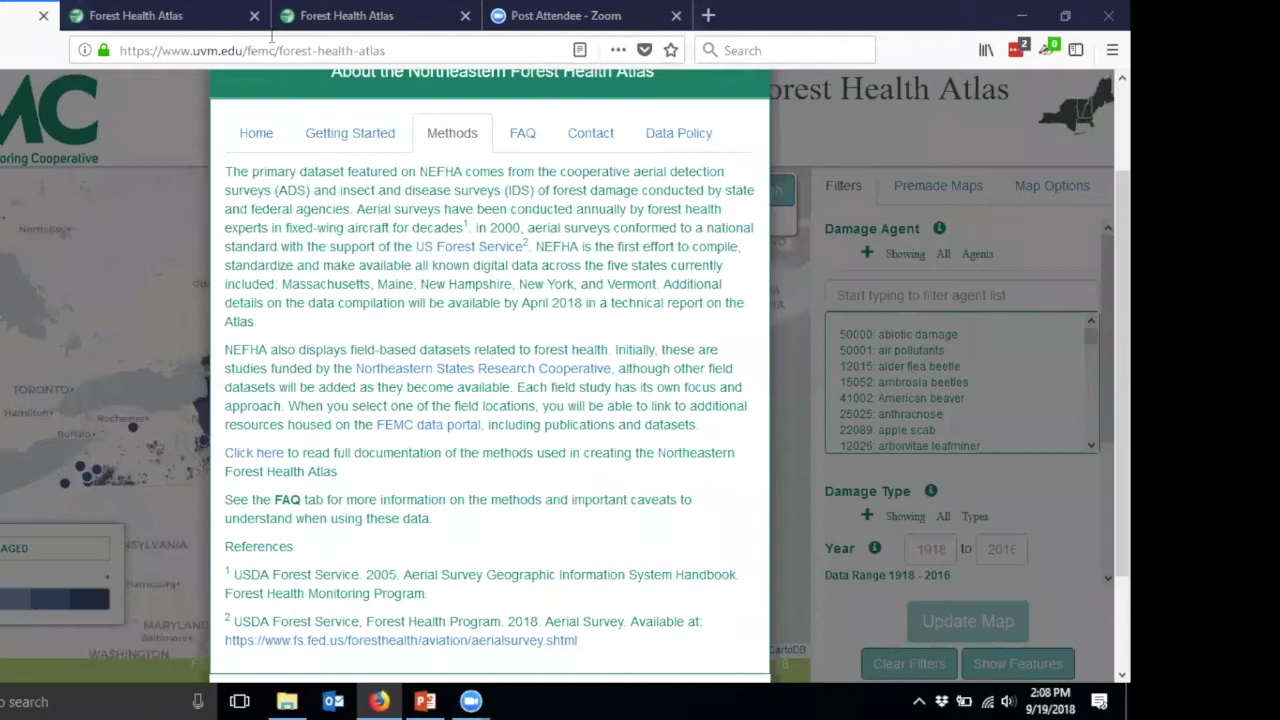 Forest Health Atlas
Forest Health Atlas
Post Attendee - Zoom
https://www.uvm.edu/femc/forest-health-atlas
Search
2
0
MC
oring Cooperative
orest Health Atlas
About the Northeastern Forest Health Atlas
Home
Getting Started
Methods
FAQ
Contact
Data Policy
The primary dataset featured on NEFHA comes from the cooperative aerial detection
surveys (ADS) and insect and disease surveys (IDS) of forest damage conducted by state
and federal agencies. Aerial surveys have been conducted annually by forest health
experts in fixed-wing aircraft for decades1. In 2000, aerial surveys conformed to a national
standard with the support of the US Forest Service2. NEFHA is the first effort to compile,
standardize and make available all known digital data across the five states currently
included: Massachusetts, Maine, New Hampshire, New York, and Vermont. Additional
details on the data compilation will be available by April 2018 in a technical report on the
Atlas.
NEFHA also displays field-based datasets related to forest health. Initially, these are
studies funded by the Northeastern States Research Cooperative, although other field
datasets will be added as they become available. Each field study has its own focus and
approach. When you select one of the field locations, you will be able to link to additional
resources housed on the FEMC data portal, including publications and datasets.
Click here to read full documentation of the methods used in creating the Northeastern
Forest Health Atlas
See the FAQ tab for more information on the methods and important caveats to
understand when using these data.
References
1 USDA Forest Service. 2005. Aerial Survey Geographic Information System Handbook.
Forest Health Monitoring Program.
2 USDA Forest Service, Forest Health Program. 2018. Aerial Survey. Available at:
https://www.fs.fed.us/foresthealth/aviation/aerialsurvey.shtml
North Bay
TORONTO
Hamilton
Rochester
Buffalo
AGED
NSYLVANIA
Harrisburg
MARYLAND
Baltimore
WASHINGTON
CartoDB
18
Filters
Premade Maps
Map Options
Damage Agent
Showing All Agents
Start typing to filter agent list
50000: abiotic damage
50001: air pollutants
12015: alder flea beetle
15052: ambrosia beetles
41002: American beaver
25025: anthracnose
22089: apple scab
12026: arborvitae leafminer
Damage Type
Showing All Types
Year
1918 to 2018
Data Range 1918 - 2016
Update Map
Clear Filters
Show Features
o search
2:08 PM
9/19/2018